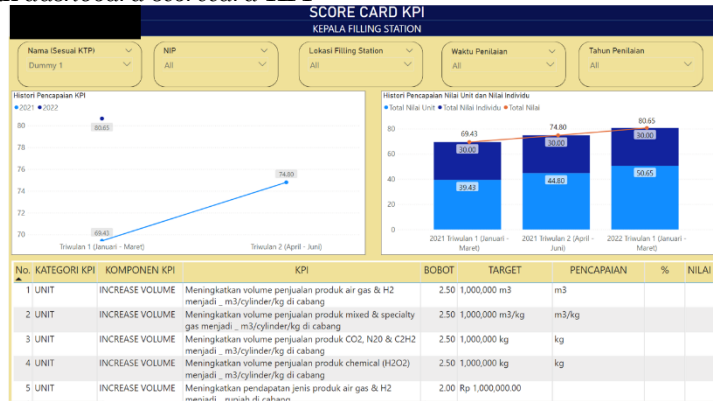 SCORE CARD KPI
KEPALA FILLING STATION
Nama (Sesuai KTP)
Dummy 1
NIP
All
Lokasi Filling Station
All
Waktu Penilaian
All
Tahun Penilaian
All
Histori Pencapaian KPI
2021 2022
80
78
76
74
72
70
80.65
74.80
69.43
Triwulan 1 (Januari - Maret)
Triwulan 2 (April - Juni)
Histori Pencapaian Nilai Unit dan Nilai Individu
Total Nilai Unit Total Nilai Individu Total Nilai
80
60
40
20
0
69.43
30.00
39.43
74.80
30.00
44.80
80.65
30.00
50.65
2021 Triwulan 1 (Januari -
Maret)
2021 Triwulan 2 (April -
Juni)
2022 Triwulan 1 (Januari -
Maret)
No. KATEGORI KPI KOMPONEN KPI KPI BOBOT TARGET PENCAPAIAN % NILAI
1 UNIT INCREASE VOLUME Meningkatkan volume penjualan produk air gas & H2 2.50 1,000,000 m3 m3
menjadi _ m3/cylinder/kg di cabang
2 UNIT INCREASE VOLUME Meningkatkan volume penjualan produk mixed & specialty 2.50 1,000,000 m3/kg m3/kg
gas menjadi _ m3/cylinder/kg di cabang
3 UNIT INCREASE VOLUME Meningkatkan volume penjualan produk CO2, N20 & C2H2 2.50 1,000,000 kg kg
menjadi _ m3/cylinder/kg di cabang
4 UNIT INCREASE VOLUME Meningkatkan volume penjualan produk chemical (H2O2) 2.50 1,000,000 kg kg
menjadi _ m3/cylinder/kg di cabang
5 UNIT INCREASE VOLUME Meningkatkan pendapatan jenis produk air gas & H2 2.00 Rp 1,000,000.00
menjadi _ rupiah di cabang